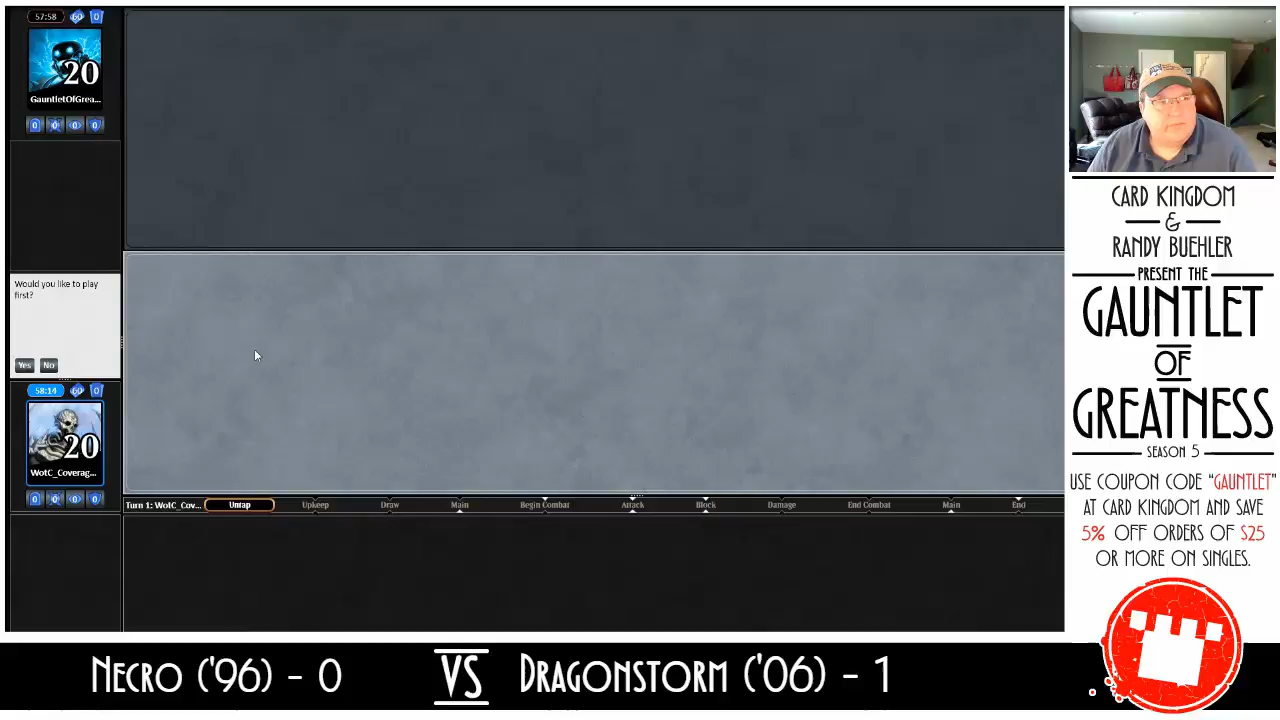 57:58 60 0
20
GauntletOfGrea...
0 0 0 0
Would you like to play
first?
Yes No
58:14 60 0
20
WotC_Coverag...
0 0 0 0
Turn 1: WotC_Cov... Untap Upkeep Draw Main Begin Combat Attack Block Damage End Combat Main End
CARD KINGDOM
&
RANDY BUEHLER
PRESENT THE
GAUNTLET
OF
GREATNESS
SEASON 5
USE COUPON CODE "GAUNTLET"
AT CARD KINGDOM AND SAVE
5% OFF ORDERS OF $25
OR MORE ON SINGLES.
NECRO ('96) - 0 VS DRAGONSTORM ('06) - 1